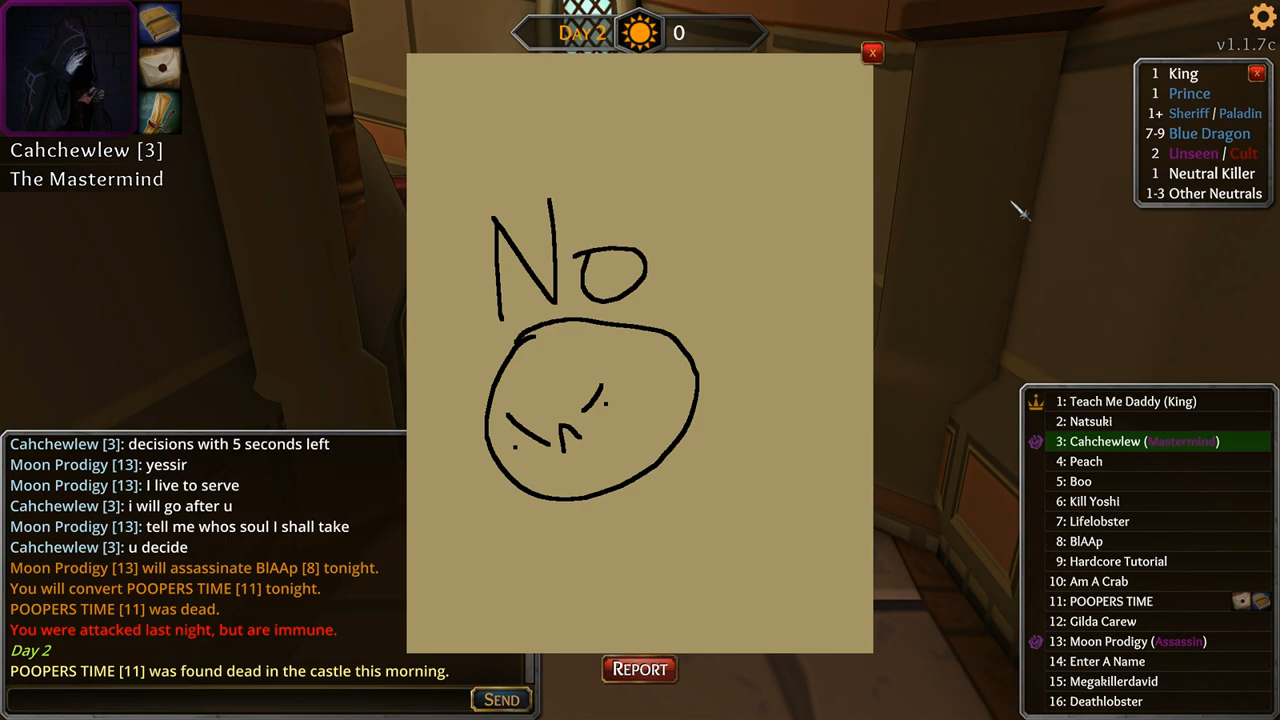 DAY 2
0
v1.1.7c
Cahchewlew [3]
The Mastermind
x
1 King
x
1 Prince
1+ Sheriff / Paladin
7-9 Blue Dragon
2 Unseen / Cult
1 Neutral Killer
1-3 Other Neutrals
No
Cahchewlew [3]: decisions with 5 seconds left
Moon Prodigy [13]: yessir
Moon Prodigy [13]: I live to serve
Cahchewlew [3]: i will go after u
Moon Prodigy [13]: tell me whos soul I shall take
Cahchewlew [3]: u decide
Moon Prodigy [13] will assassinate BlAAp [8] tonight.
You will convert POOPERS TIME [11] tonight.
POOPERS TIME [11] was dead.
You were attacked last night, but are immune.
Day 2
POOPERS TIME [11] was found dead in the castle this morning.
SEND
REPORT
1: Teach Me Daddy (King)
2: Natsuki
3: Cahchewlew (Mastermind)
4: Peach
5: Boo
6: Kill Yoshi
7: Lifelobster
8: BlAAp
9: Hardcore Tutorial
10: Am A Crab
11: POOPERS TIME
12: Gilda Carew
13: Moon Prodigy (Assassin)
14: Enter A Name
15: Megakillerdavid
16: Deathlobster